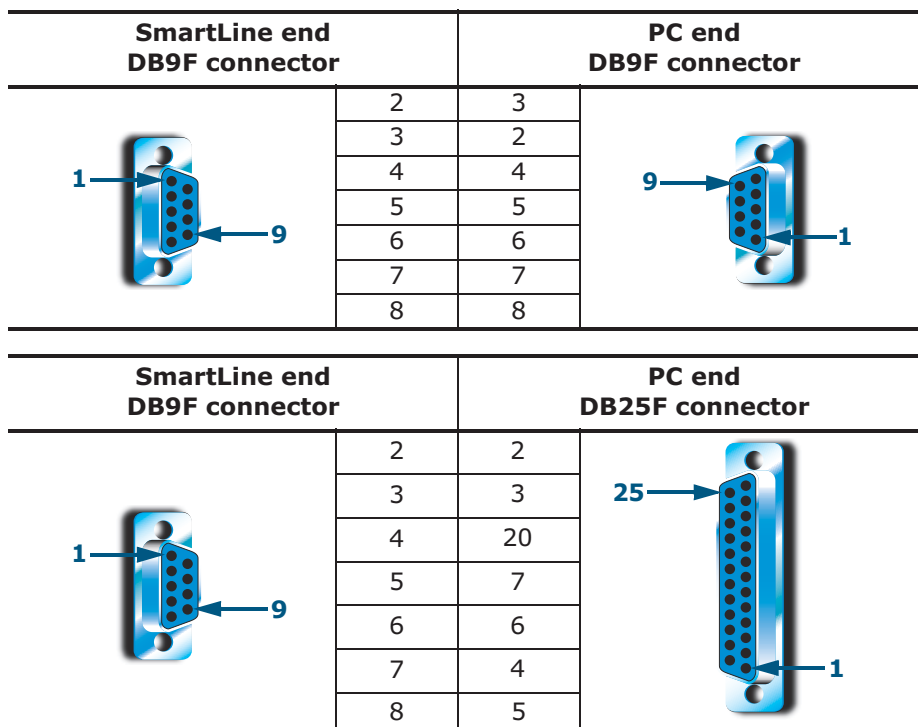 SmartLine end
DB9F connector
PC end
DB9F connector
2 3
3 2
4 4
5 5
6 6
7 7
8 8
1
9
9
1
SmartLine end
DB9F connector
PC end
DB25F connector
2 2
3 3
4 20
5 7
6 6
7 4
8 5
1
9
25
1